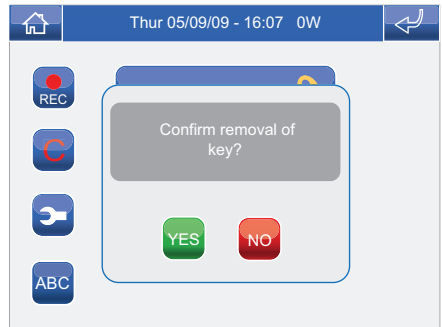 Thur 05/09/09 - 16:07 0W
REC
Confirm removal of
key?
C
YES
NO
ABC